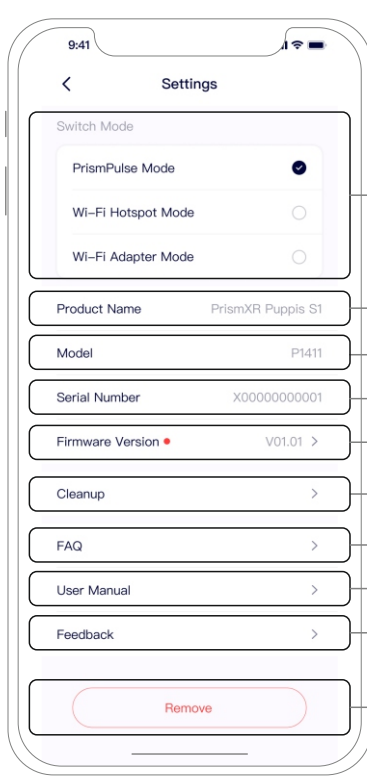 9:41
Settings
Switch Mode
PrismPulse Mode
Wi-Fi Hotspot Mode
Wi-Fi Adapter Mode
Product Name PrismXR Puppis S1
Model P1411
Serial Number X00000000001
Firmware Version V01.01
Cleanup
FAQ
User Manual
Feedback
Remove